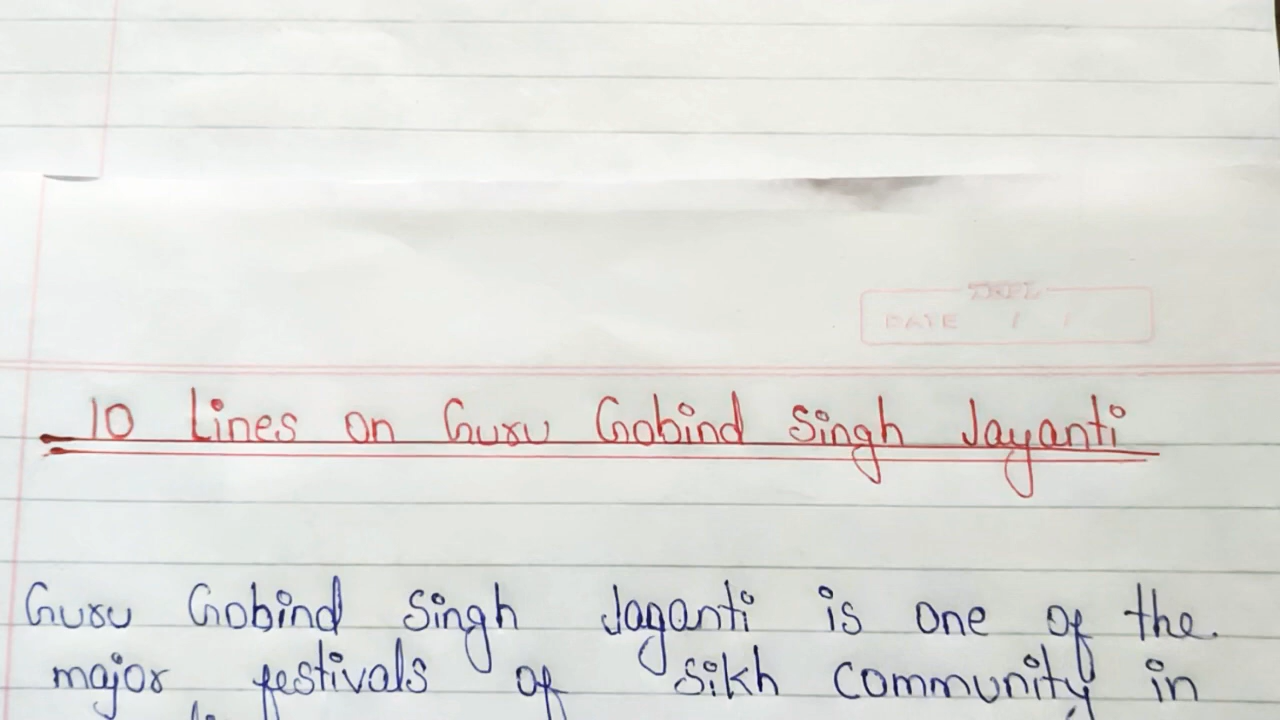 DATE / /
10 Lines on Guru Gobind Singh Jayanti
Guru Gobind Singh Jayanti is one of the.
major festivals of Sikh community in